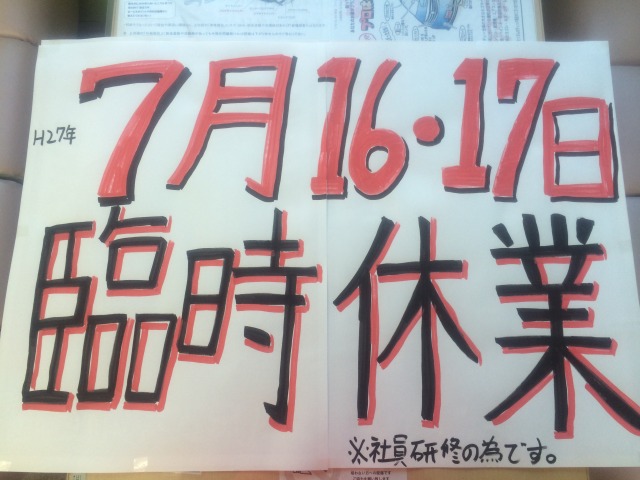 H27年
7月16・17日
臨時休業
※社員研修の為です。